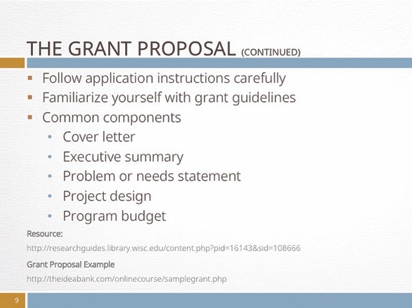 THE GRANT PROPOSAL (CONTINUED)
Follow application instructions carefully
Familiarize yourself with grant guidelines
Common components
Cover letter
Executive summary
Problem or needs statement
Project design
Program budget
Resource:
http://researchguides.library.wisc.edu/content.php?pid=16143&sid=108666
Grant Proposal Example
http://theideabank.com/onlinecourse/samplegrant.php
9